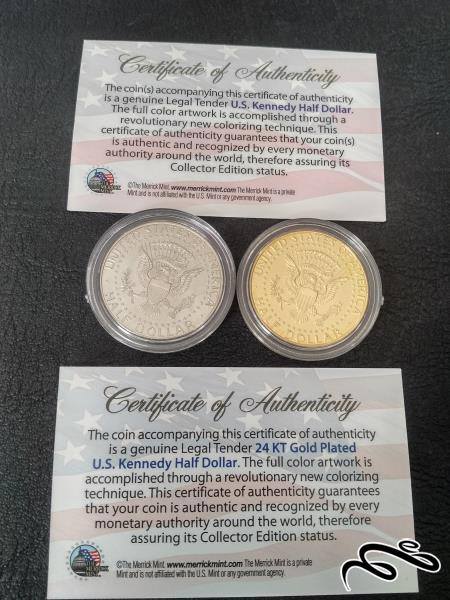 Certificate of Authenticity
The coin(s) accompanying this certificate of authenticity
is a genuine Legal Tender U.S. Kennedy Half Dollar.
The full color artwork is accomplished through a
revolutionary new colorizing technique. This
certificate of authenticity guarantees that your coin(s)
is authentic and recognized by every monetary
authority around the world, therefore assuring its
Collector Edition status.
©The Merrick Mint. www.merrickmint.com The Merrick Mint is a private
Mint and is not affiliated with the U.S. Mint or any government agency.
UNITED STATES OF AMERICA
HALF DOLLAR
UNITED STATES OF AMERICA
HALF DOLLAR
Certificate of Authenticity
The coin accompanying this certificate of authenticity
is a genuine Legal Tender 24 KT Gold Plated
U.S. Kennedy Half Dollar. The full color artwork is
accomplished through a revolutionary new colorizing
technique. This certificate of authenticity guarantees
that your coin is authentic and recognized by every
monetary authority around the world, therefore
assuring its Collector Edition status.
©The Merrick Mint. www.merrickmint.com The Merrick Mint is a private
Mint and is not affiliated with the U.S. Mint or any government agency.